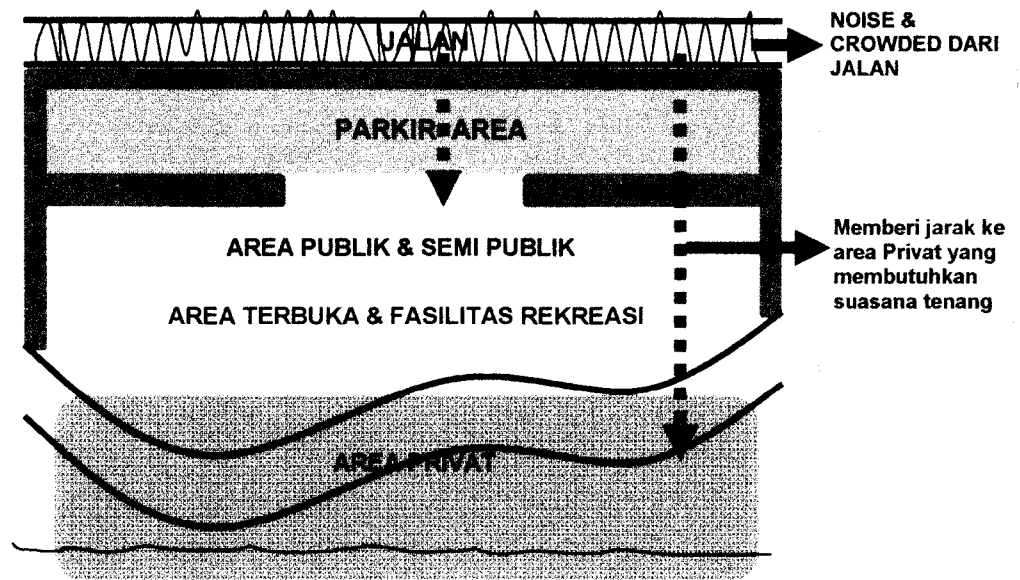 JALAN
NOISE &
CROWDED DARI
JALAN
PARKIR AREA
AREA PUBLIK & SEMI PUBLIK
Memberi jarak ke
area Privat yang
membutuhkan
suasana tenang
AREA TERBUKA & FASILITAS REKREASI
AREA PRIVAT